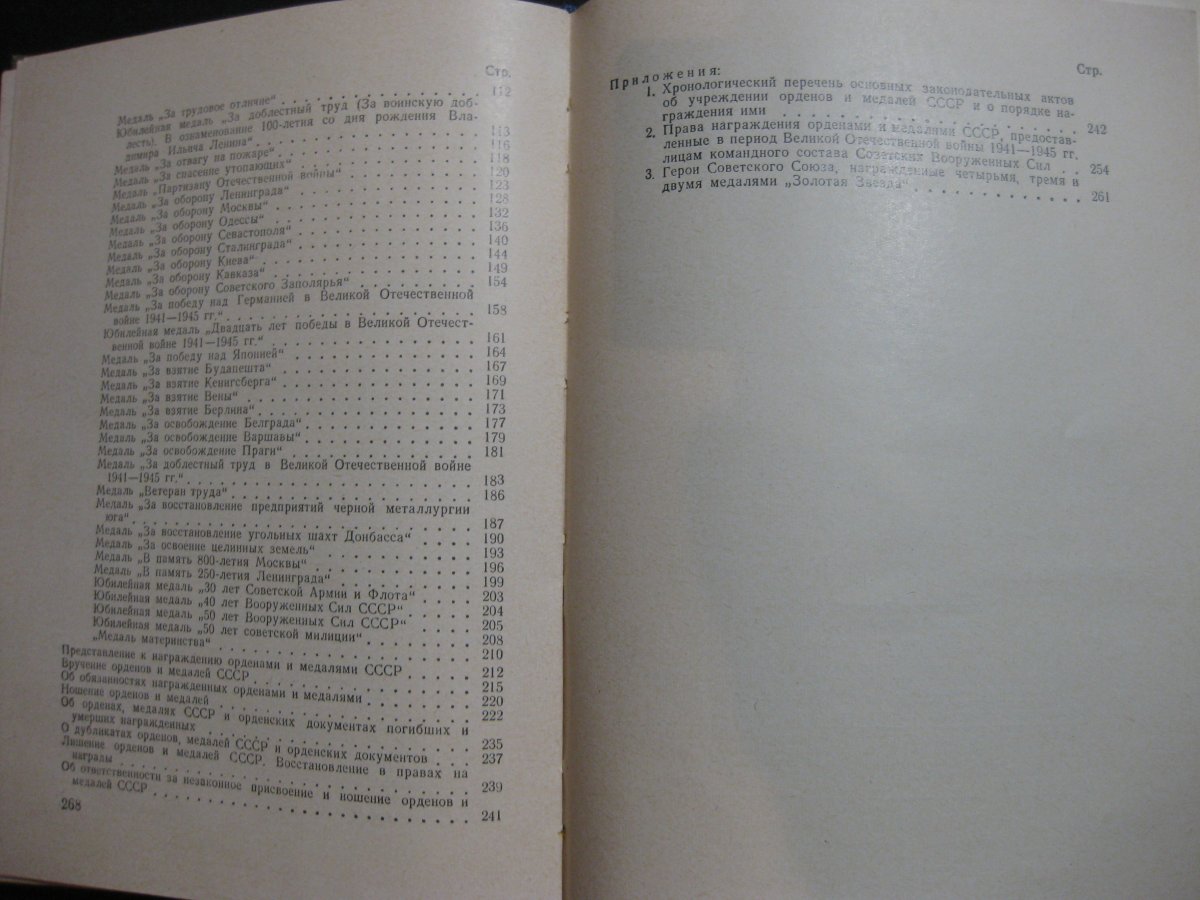 Стр.
Медаль „За трудовое отличие“ . . . . . . . . . . . . 112
Юбилейная медаль „За доблестный труд (За воинскую доб-
лесть). В ознаменование 100-летия со дня рождения Вла-
димира Ильича Ленина“ . . . . . . . . . . . . 113
Медаль „За отвагу на пожаре“ . . . . . . . . . . . . 116
Медаль „За спасение утопающих“ . . . . . . . . . . . . 118
Медаль „Партизану Отечественной войны“ . . . . . . . . . . 120
Медаль „За оборону Ленинграда“ . . . . . . . . . . . . 123
Медаль „За оборону Москвы“ . . . . . . . . . . . . 128
Медаль „За оборону Одессы“ . . . . . . . . . . . . 132
Медаль „За оборону Севастополя“ . . . . . . . . . . . . 136
Медаль „За оборону Сталинграда“ . . . . . . . . . . . . 140
Медаль „За оборону Киева“ . . . . . . . . . . . . 144
Медаль „За оборону Кавказа“ . . . . . . . . . . . . 149
Медаль „За оборону Советского Заполярья“ . . . . . . . . . 154
Медаль „За победу над Германией в Великой Отечественной
войне 1941—1945 гг.“ . . . . . . . . . . . . 158
Юбилейная медаль „Двадцать лет победы в Великой Отечест-
венной войне 1941—1945 гг.“ . . . . . . . . . . . . 161
Медаль „За победу над Японией“ . . . . . . . . . . . . 164
Медаль „За взятие Будапешта“ . . . . . . . . . . . . 167
Медаль „За взятие Кенигсберга“ . . . . . . . . . . . . 169
Медаль „За взятие Вены“ . . . . . . . . . . . . 171
Медаль „За взятие Берлина“ . . . . . . . . . . . . 173
Медаль „За освобождение Белграда“ . . . . . . . . . . . . 177
Медаль „За освобождение Варшавы“ . . . . . . . . . . . . 179
Медаль „За освобождение Праги“ . . . . . . . . . . . . 181
Медаль „За доблестный труд в Великой Отечественной войне
1941—1945 гг.“ . . . . . . . . . . . . 183
Медаль „Ветеран труда“ . . . . . . . . . . . . 186
Медаль „За восстановление предприятий черной металлургии
юга“ . . . . . . . . . . . . 187
Медаль „За восстановление угольных шахт Донбасса“ . . . . 190
Медаль „За освоение целинных земель“ . . . . . . . . . . 193
Медаль „В память 800-летия Москвы“ . . . . . . . . . . 196
Медаль „В память 250-летия Ленинграда“ . . . . . . . . . 199
Юбилейная медаль „30 лет Советской Армии и Флота“ . . . . 203
Юбилейная медаль „40 лет Вооруженных Сил СССР“ . . . . . 204
Юбилейная медаль „50 лет Вооруженных Сил СССР“ . . . . 205
Юбилейная медаль „50 лет советской милиции“ . . . . . . . 208
„Медаль материнства“ . . . . . . . . . . . . 210
Представление к награждению орденами и медалями СССР . . . . . 212
Вручение орденов и медалей СССР . . . . . . . . . . . . 215
Об обязанностях награжденных орденами и медалями . . . . . . . 220
Ношение орденов и медалей . . . . . . . . . . . . 222
Об орденах, медалях СССР и орденских документах погибших и
умерших награжденных . . . . . . . . . . . . 235
О дубликатах орденов, медалей СССР и орденских документов . . . 237
Лишение орденов и медалей СССР. Восстановление в правах на
награды . . . . . . . . . . . . 239
Об ответственности за незаконное присвоение и ношение орденов и
медалей СССР . . . . . . . . . . . . 241
268
Стр.
Приложения:
1. Хронологический перечень основных законодательных актов
об учреждении орденов и медалей СССР и о порядке на-
граждения ими . . . . . . . . . . . . 242
2. Права награждения орденами и медалями СССР, предостав-
ленные в период Великой Отечественной войны 1941—1945 гг.
лицам командного состава Советских Вооруженных Сил . . 254
3. Герои Советского Союза, награжденные четырьмя, тремя и
двумя медалями „Золотая Звезда“ . . . . . . . . . . . . 261